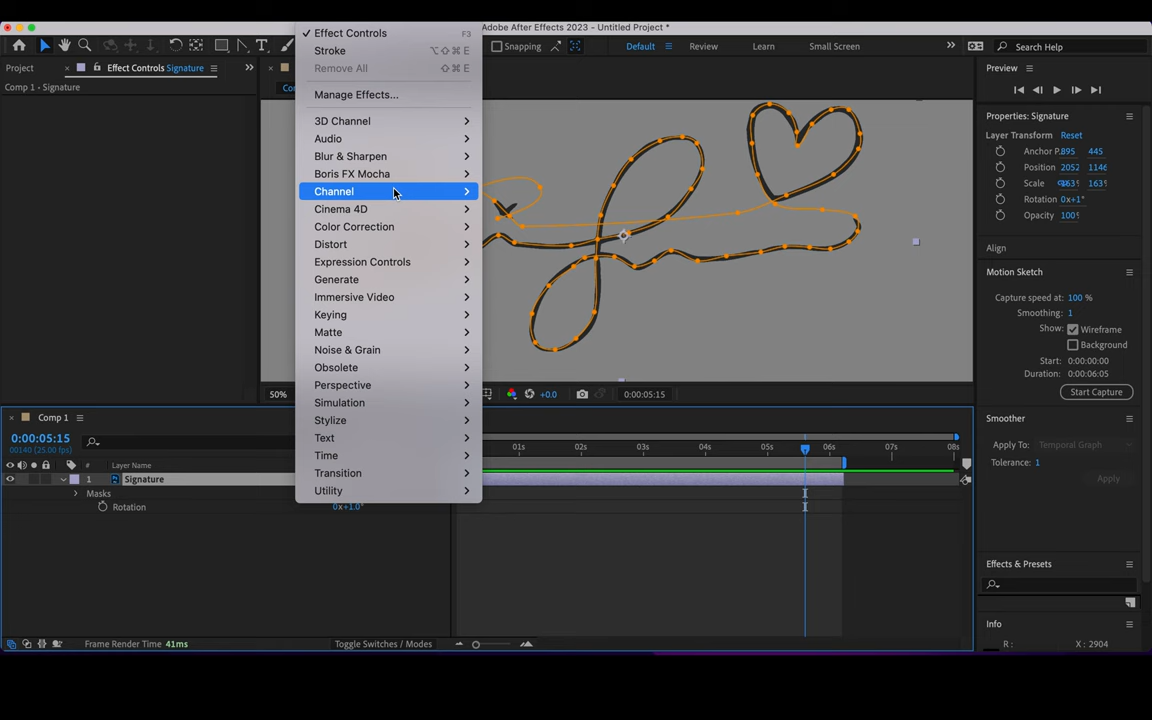 Adobe After Effects 2023 - Untitled Project *
Effect Controls F3
Stroke ⌥⇧⌘E
Remove All ⇧⌘E
Manage Effects...
3D Channel
Audio
Blur & Sharpen
Boris FX Mocha
Channel
Cinema 4D
Color Correction
Distort
Expression Controls
Generate
Immersive Video
Keying
Matte
Noise & Grain
Obsolete
Perspective
Simulation
Stylize
Text
Time
Transition
Utility
Snapping
Default
Review
Learn
Small Screen
Search Help
Project
Effect Controls Signature
Comp 1 - Signature
Preview
Properties: Signature
Layer Transform Reset
Anchor P 895 445
Position 2052 1146
Scale 163 163
Rotation 0x+1°
Opacity 100
Align
Motion Sketch
Capture speed at: 100 %
Smoothing: 1
Show: Wireframe
Background
Start: 0:00:00:00
Duration: 0:00:06:05
Start Capture
50%
+0.0
0:00:05:15
Comp 1
0:00:05:15
00140 (25.00 fps)
# Layer Name
1 Signature
Masks
Rotation 0x+1.0°
01s 02s 03s 04s 05s 06s 07s 08s
Smoother
Apply To: Temporal Graph
Tolerance: 1
Apply
Effects & Presets
Info
R : X : 2904
Frame Render Time 41ms
Toggle Switches / Modes